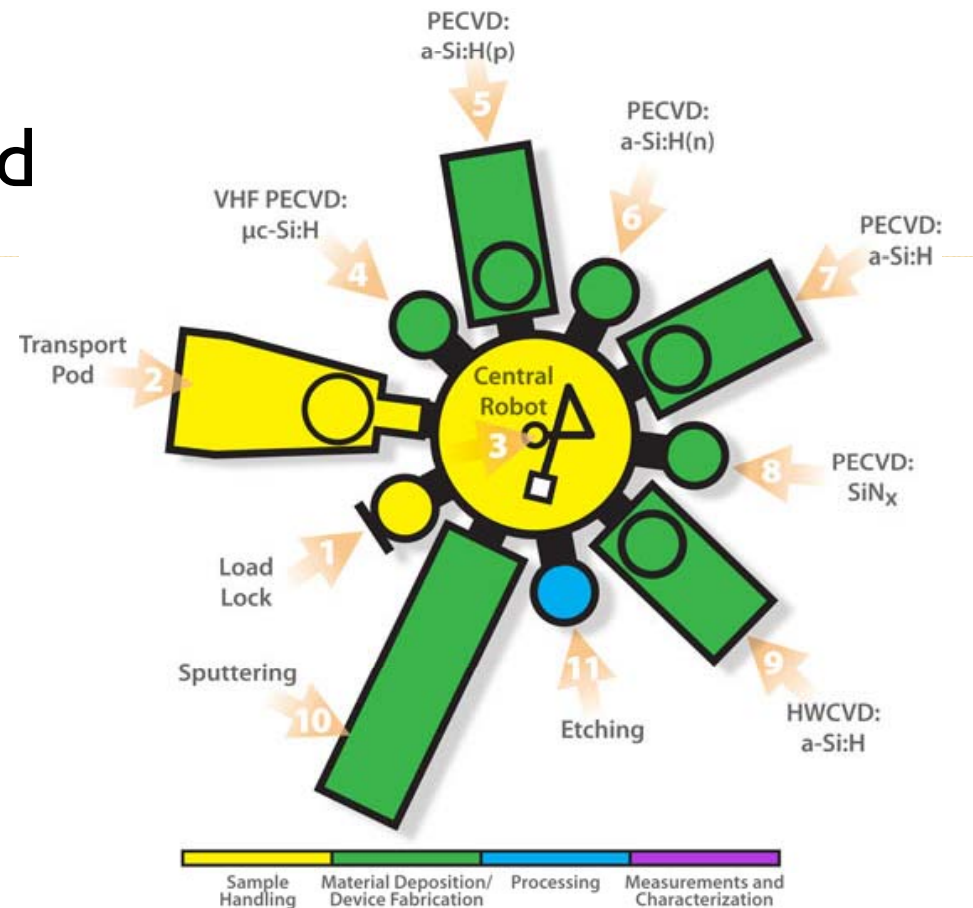 d
PECVD:
a-Si:H(p)
5
PECVD:
a-Si:H(n)
6
VHF PECVD:
µc-Si:H
4
PECVD:
a-Si:H
7
Transport
Pod
2
Central
Robot
3
PECVD:
SiNx
8
Load
Lock
1
Sputtering
10
Etching
11
HWCVD:
a-Si:H
9
Sample
Handling
Material Deposition/
Device Fabrication
Processing
Measurements and
Characterization